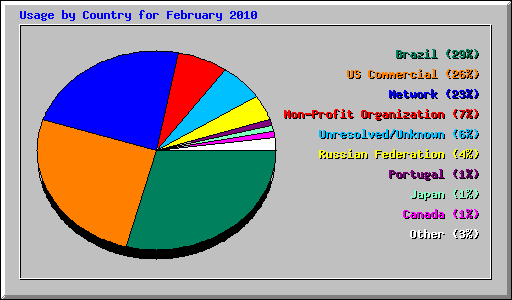 Usage by Country for February 2010
Brazil (29%)
US Commercial (26%)
Network (23%)
Non-Profit Organization (7%)
Unresolved/Unknown (6%)
Russian Federation (4%)
Portugal (1%)
Japan (1%)
Canada (1%)
Other (3%)